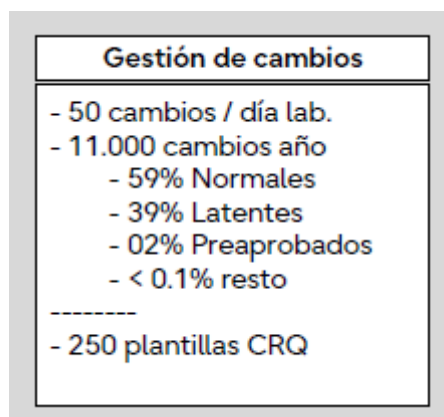 Gestión de cambios
- 50 cambios / día lab.
- 11.000 cambios año
- 59% Normales
- 39% Latentes
- 02% Preaprobados
- < 0.1% resto
--------
- 250 plantillas CRQ